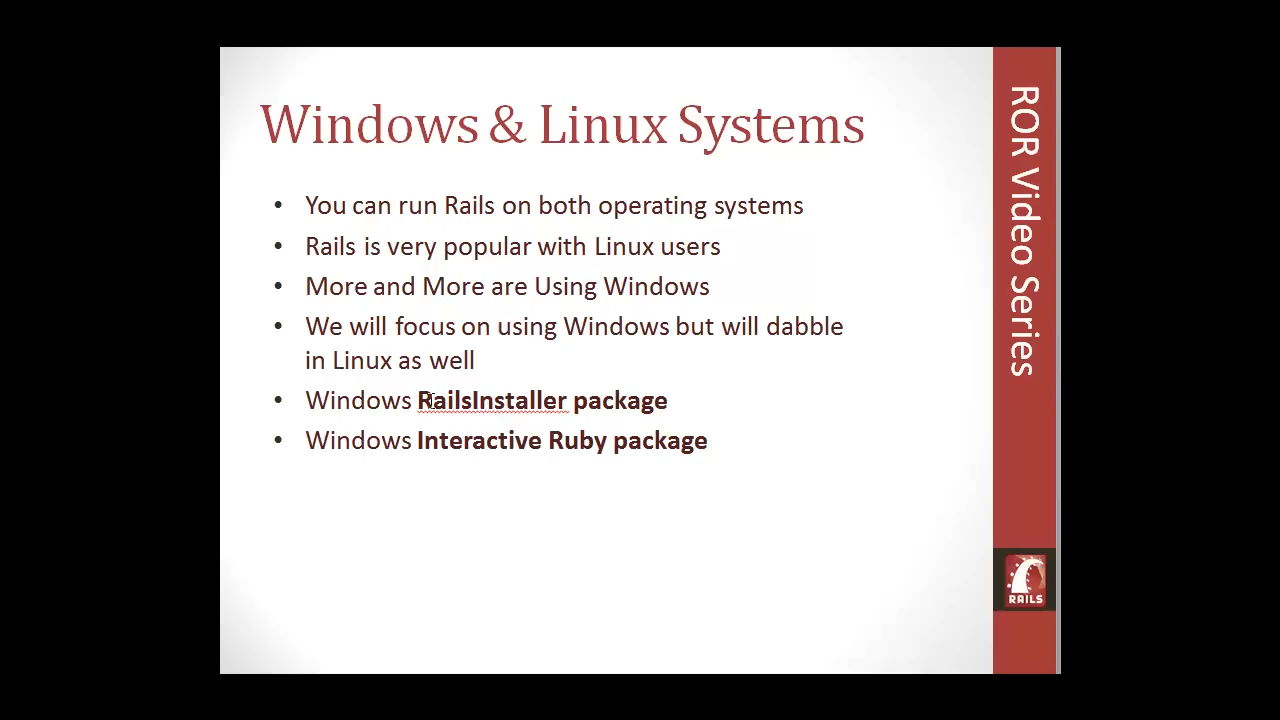 Windows & Linux Systems
• You can run Rails on both operating systems
• Rails is very popular with Linux users
• More and More are Using Windows
• We will focus on using Windows but will dabble
in Linux as well
• Windows RailsInstaller package
• Windows Interactive Ruby package
ROR Video Series
RAILS